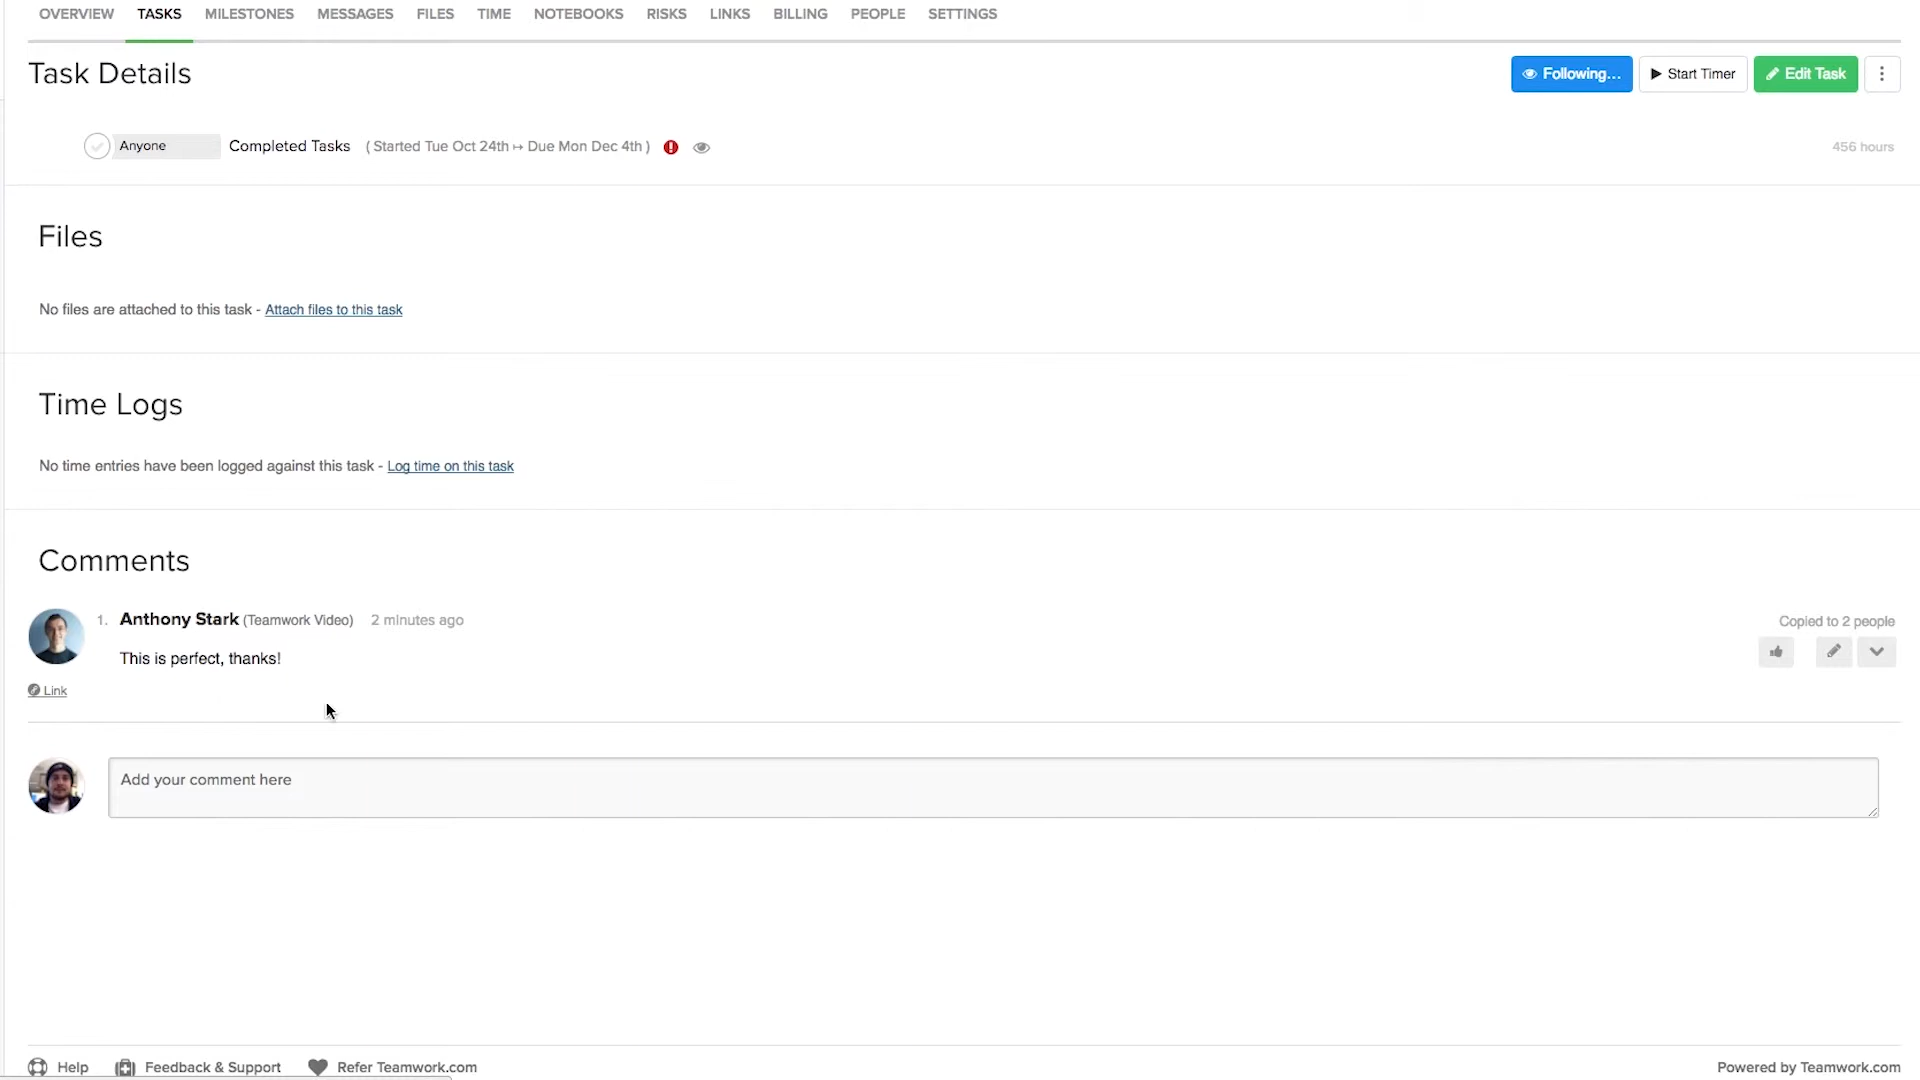 OVERVIEW TASKS MILESTONES MESSAGES FILES TIME NOTEBOOKS RISKS LINKS BILLING PEOPLE SETTINGS
Task Details
Following... Start Timer Edit Task
Anyone Completed Tasks ( Started Tue Oct 24th ↦ Due Mon Dec 4th ) 456 hours
Files
No files are attached to this task - Attach files to this task
Time Logs
No time entries have been logged against this task - Log time on this task
Comments
1. Anthony Stark (Teamwork Video) 2 minutes ago
Copied to 2 people
This is perfect, thanks!
Link
Add your comment here
Help Feedback & Support Refer Teamwork.com Powered by Teamwork.com